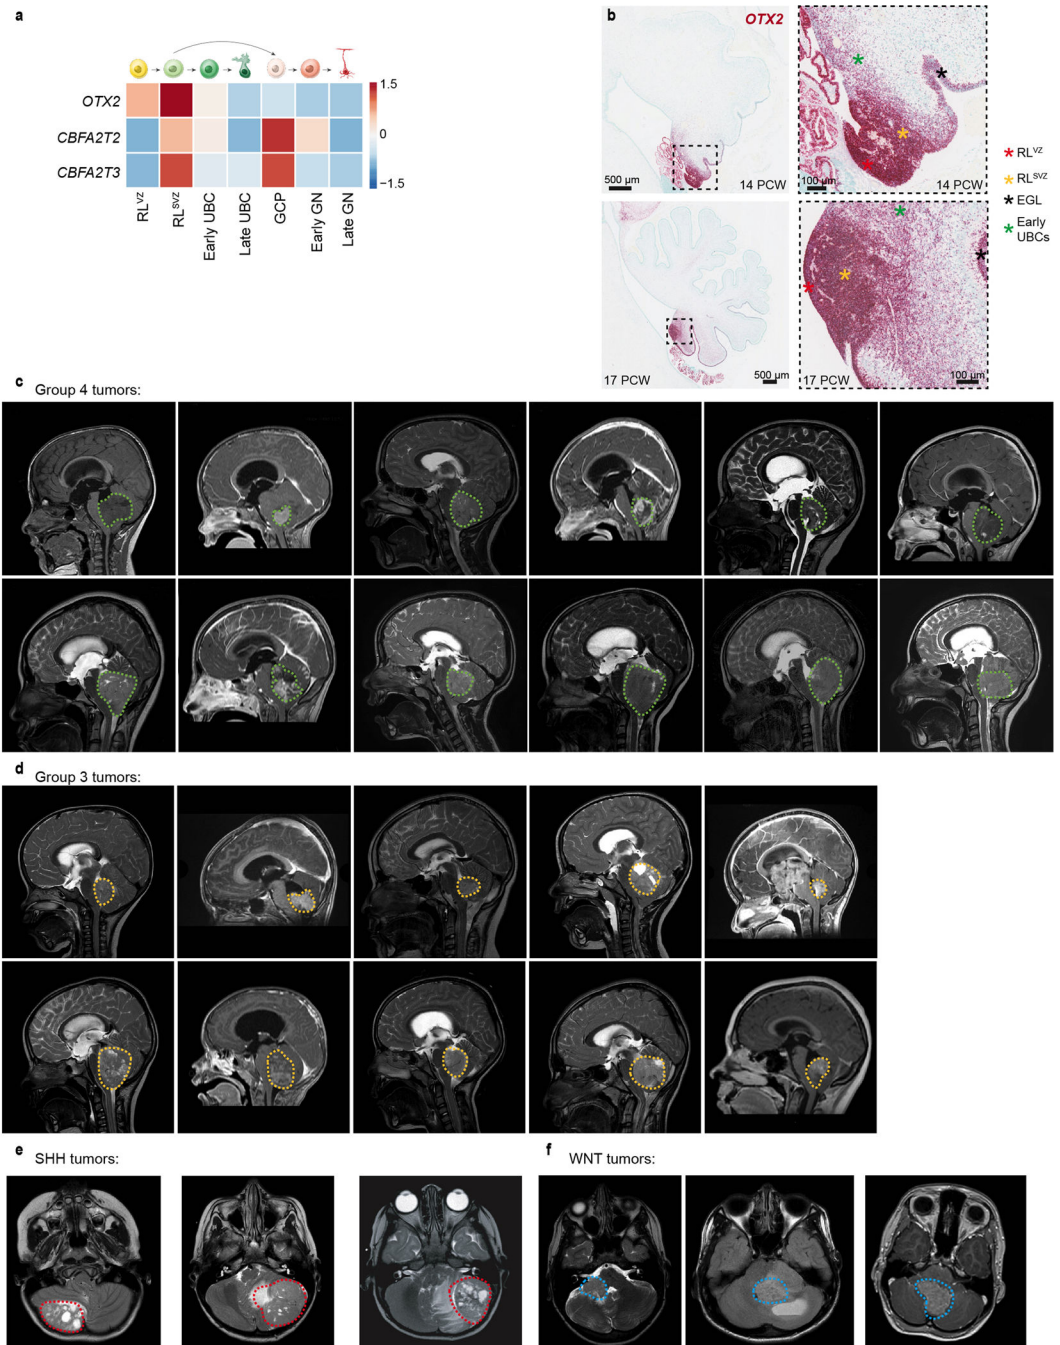 a
OTX2
CBFA2T2
CBFA2T3
1.5
0
−1.5
RLVZ
RLSVZ
Early UBC
Late UBC
GCP
Early GN
Late GN
b
OTX2
500 µm
14 PCW
100 µm
14 PCW
17 PCW
500 µm
17 PCW
100 µm
* RLVZ
* RLSVZ
* EGL
* Early
UBCs
c
Group 4 tumors:
d
Group 3 tumors:
e
SHH tumors:
f
WNT tumors: